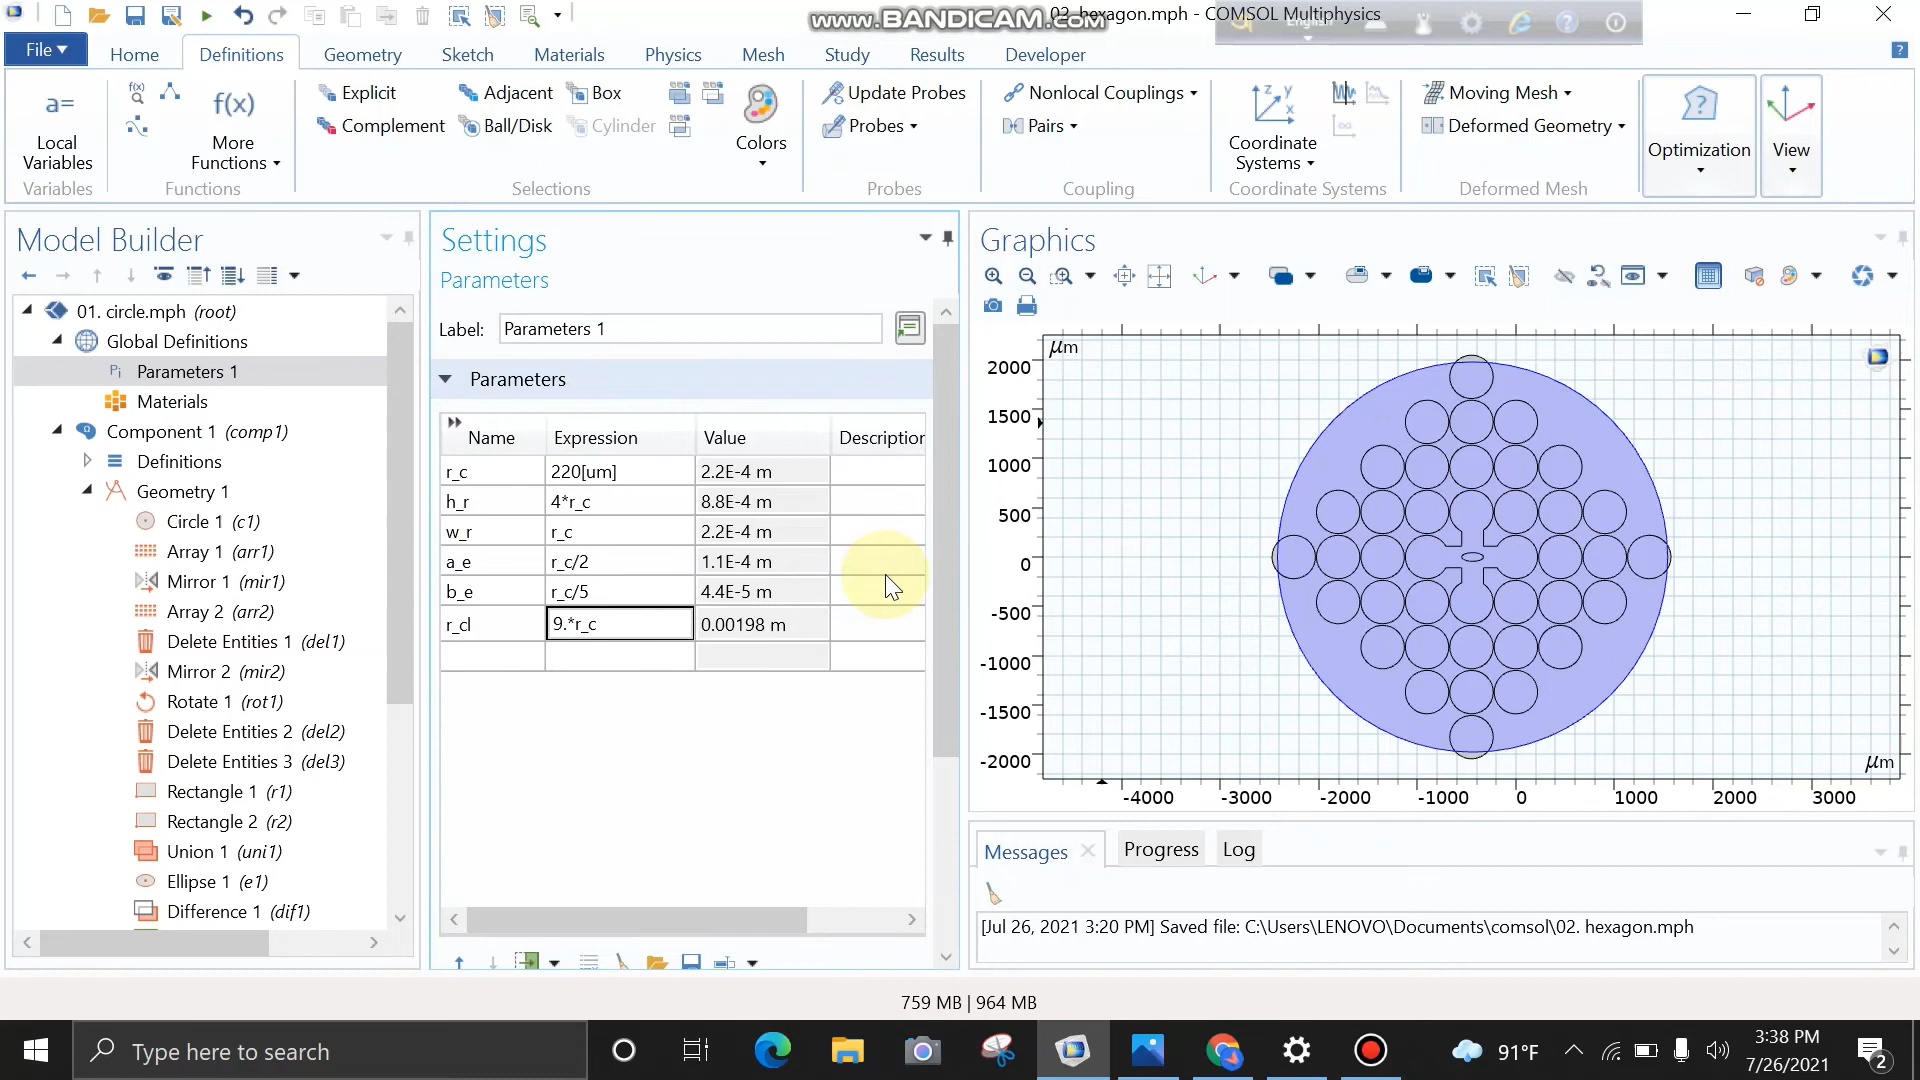 www.BANDICAM.com
02. hexagon.mph - COMSOL Multiphysics
File
Home
Definitions
Geometry
Sketch
Materials
Physics
Mesh
Study
Results
Developer
a=
Local
Variables
Variables
f(x)
f(x)
More
Functions
Functions
Explicit
Complement
Adjacent
Ball/Disk
Box
Cylinder
Selections
Colors
Update Probes
Probes
Probes
Nonlocal Couplings
Pairs
Coupling
Coordinate
Systems
Coordinate Systems
Moving Mesh
Deformed Geometry
Deformed Mesh
Optimization
View
Model Builder
01. circle.mph (root)
Global Definitions
Pi Parameters 1
Materials
Component 1 (comp1)
Definitions
Geometry 1
Circle 1 (c1)
Array 1 (arr1)
Mirror 1 (mir1)
Array 2 (arr2)
Delete Entities 1 (del1)
Mirror 2 (mir2)
Rotate 1 (rot1)
Delete Entities 2 (del2)
Delete Entities 3 (del3)
Rectangle 1 (r1)
Rectangle 2 (r2)
Union 1 (uni1)
Ellipse 1 (e1)
Difference 1 (dif1)
Settings
Parameters
Label: Parameters 1
Parameters
Name Expression Value Description
r_c 220[um] 2.2E-4 m
h_r 4*r_c 8.8E-4 m
w_r r_c 2.2E-4 m
a_e r_c/2 1.1E-4 m
b_e r_c/5 4.4E-5 m
r_cl 9.*r_c 0.00198 m
Graphics
μm
2000
1500
1000
500
0
-500
-1000
-1500
-2000
μm
-4000 -3000 -2000 -1000 0 1000 2000 3000
Messages
Progress
Log
[Jul 26, 2021 3:20 PM] Saved file: C:\Users\LENOVO\Documents\comsol\02. hexagon.mph
759 MB | 964 MB
Type here to search
91°F
3:38 PM
7/26/2021
2